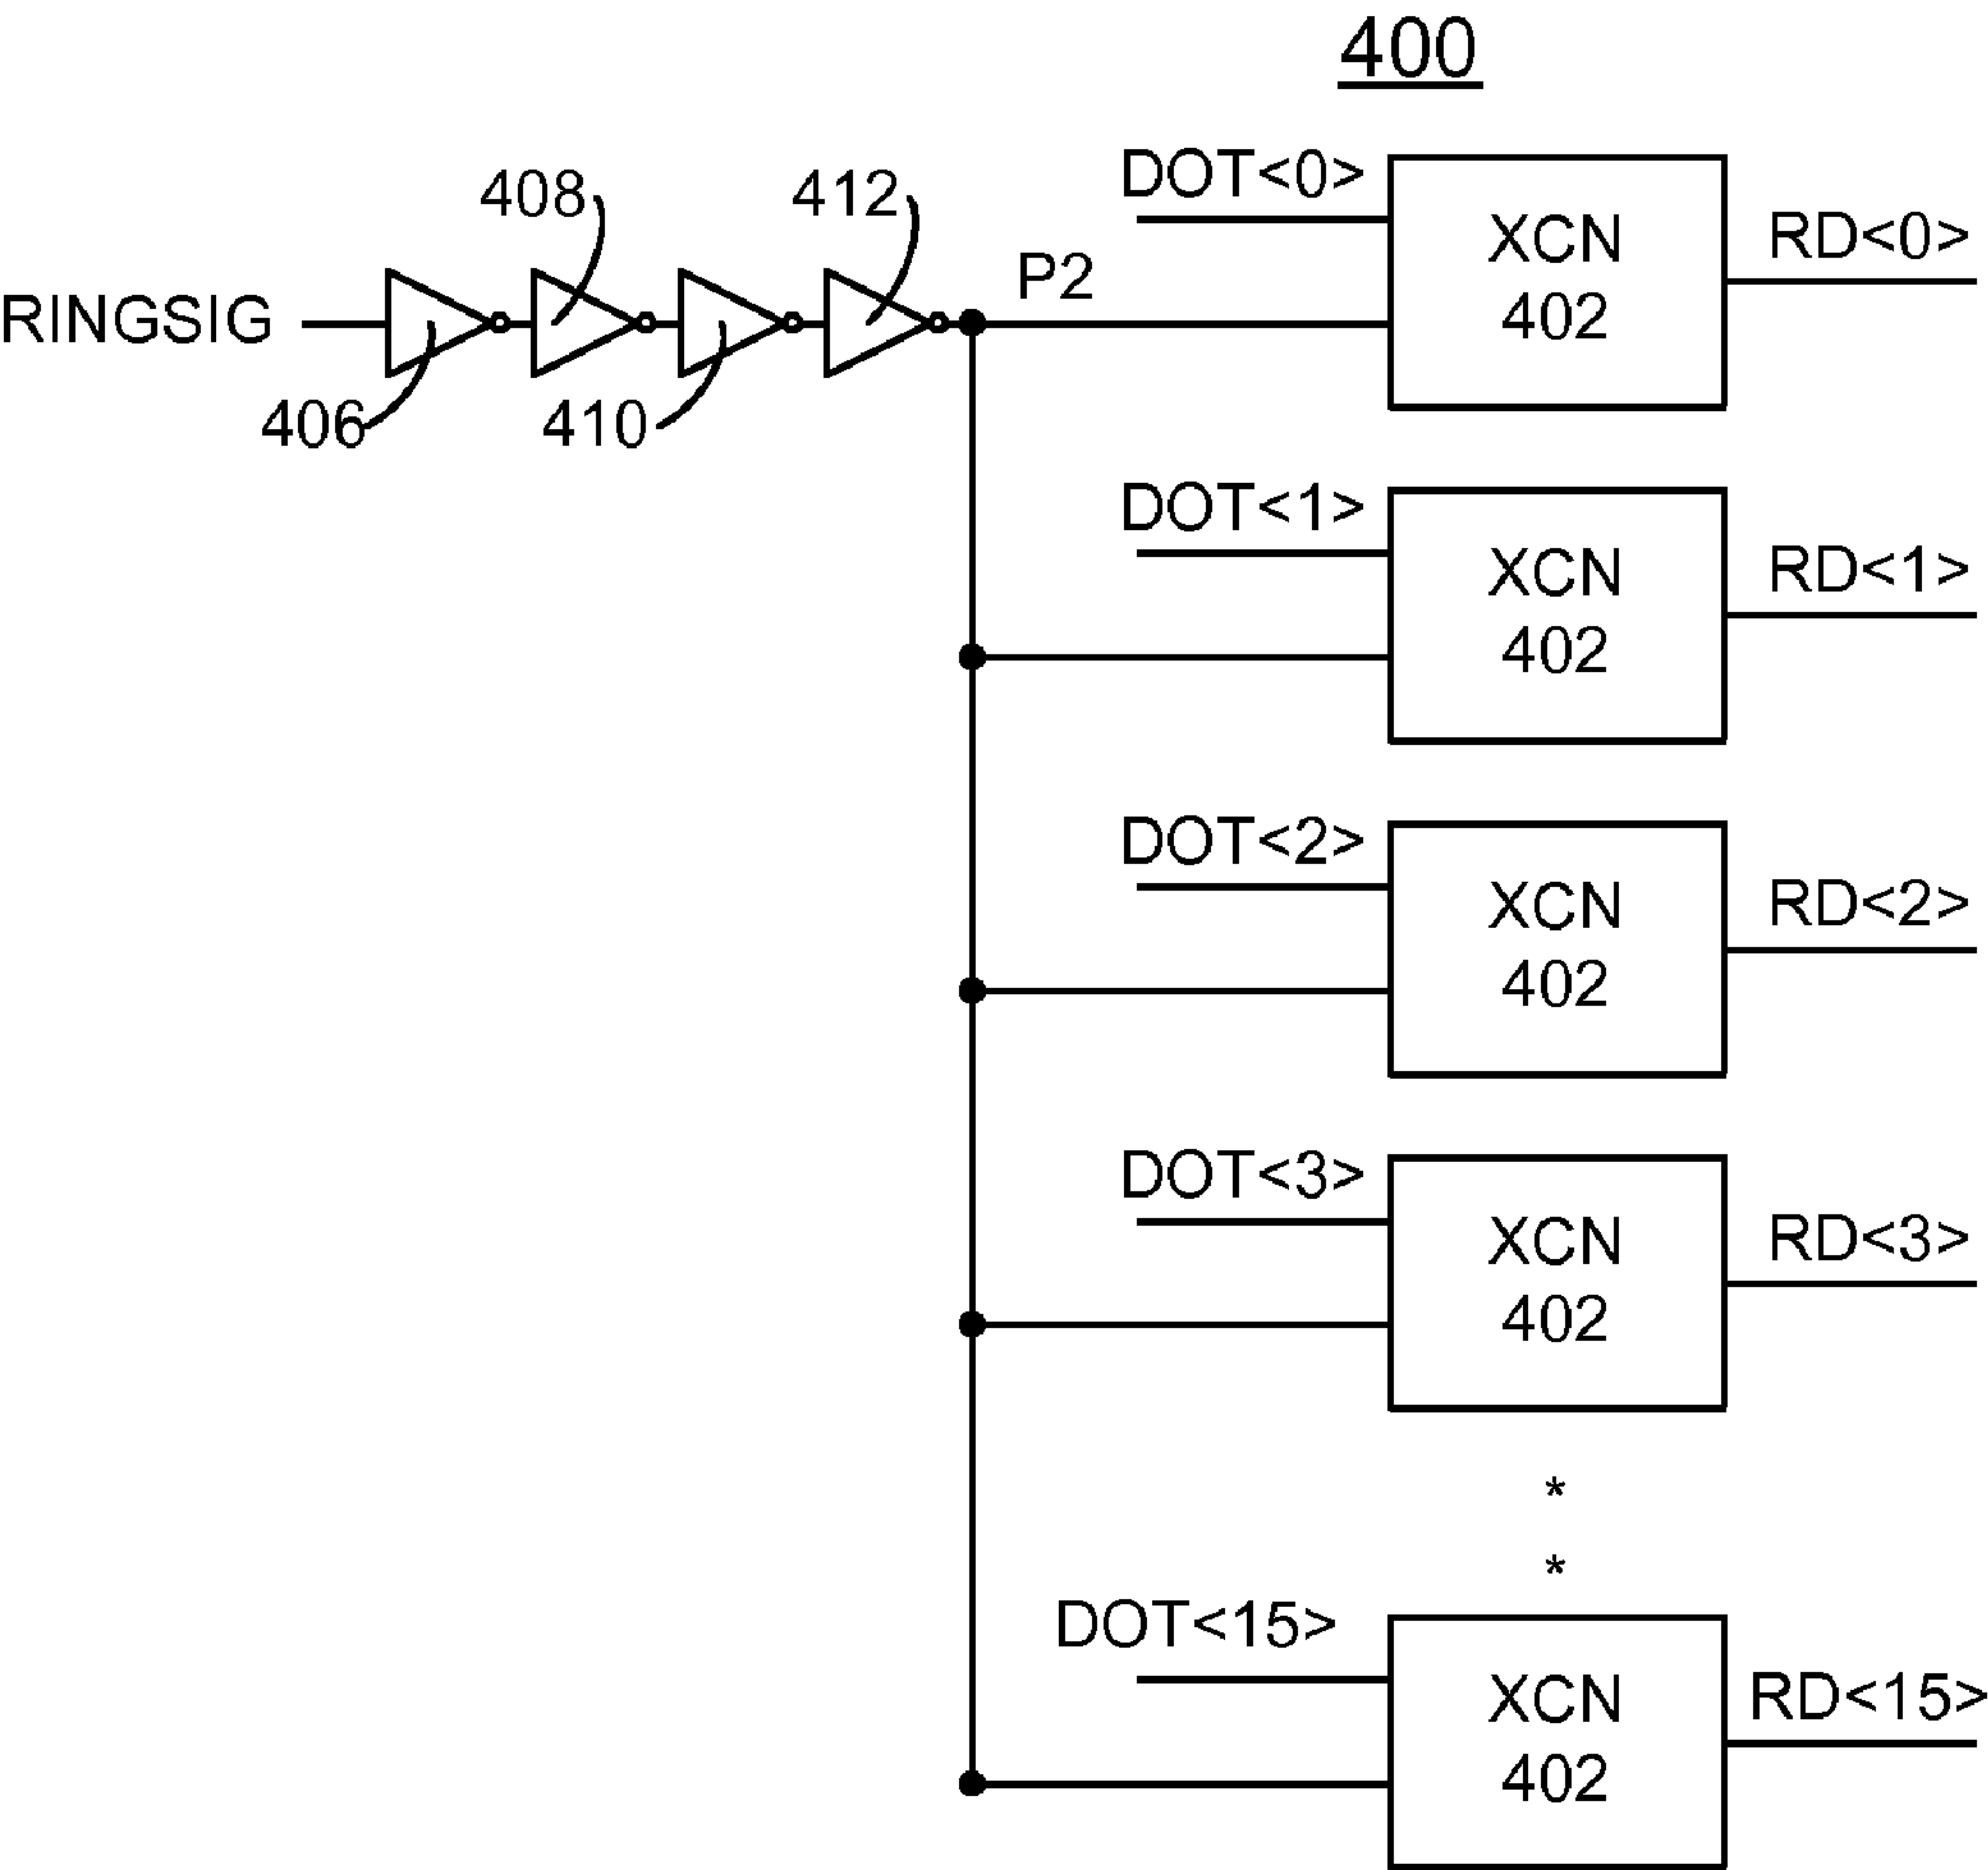 400
DOT<0>
408
412
XCN
RD<0>
P2
RINGSIG
402
406
410
DOT<1>
XCN
RD<1>
402
DOT<2>
XCN
RD<2>
402
DOT<3>
XCN
RD<3>
402
*
*
DOT<15>
XCN
RD<15>
402